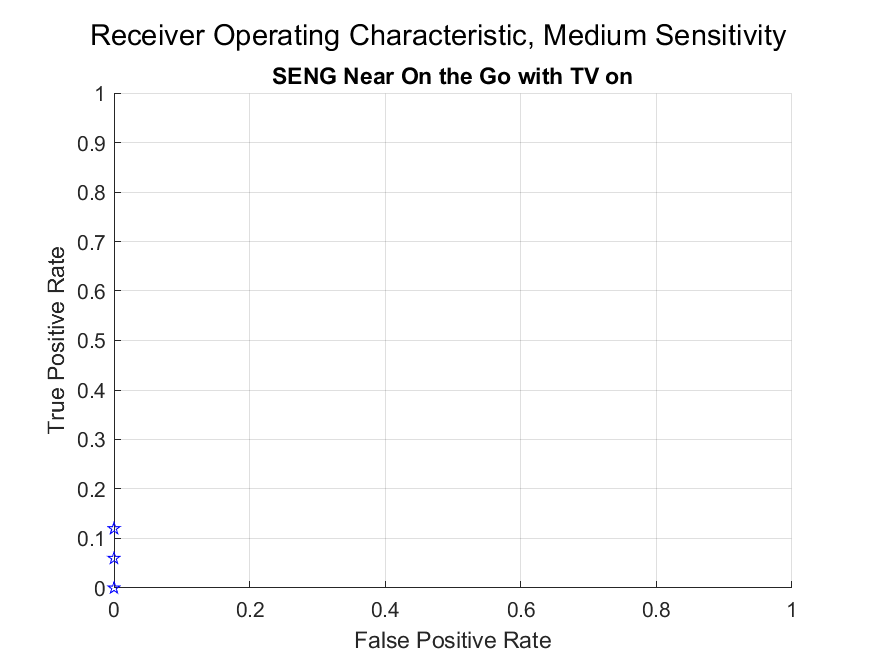 Receiver Operating Characteristic, Medium Sensitivity
SENG Near On the Go with TV on
1
0.9
0.8
0.7
0.6
0.5
0.4
0.3
0.2
0.1
0
True Positive Rate
0 0.2 0.4 0.6 0.8 1
False Positive Rate